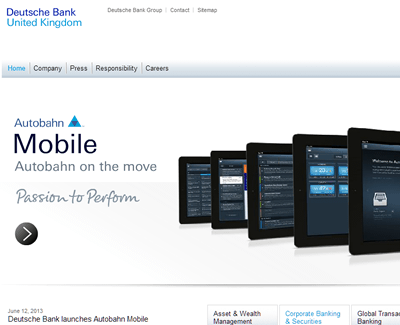 Deutsche Bank
United Kingdom
Deutsche Bank Group | Contact | Sitemap
Home | Company | Press | Responsibility | Careers
Autobahn
Mobile
Autobahn on the move
Passion to Perform
June 12, 2013
Deutsche Bank launches Autobahn Mobile
Asset & Wealth
Management
Corporate Banking
& Securities
Global Transac
Banking